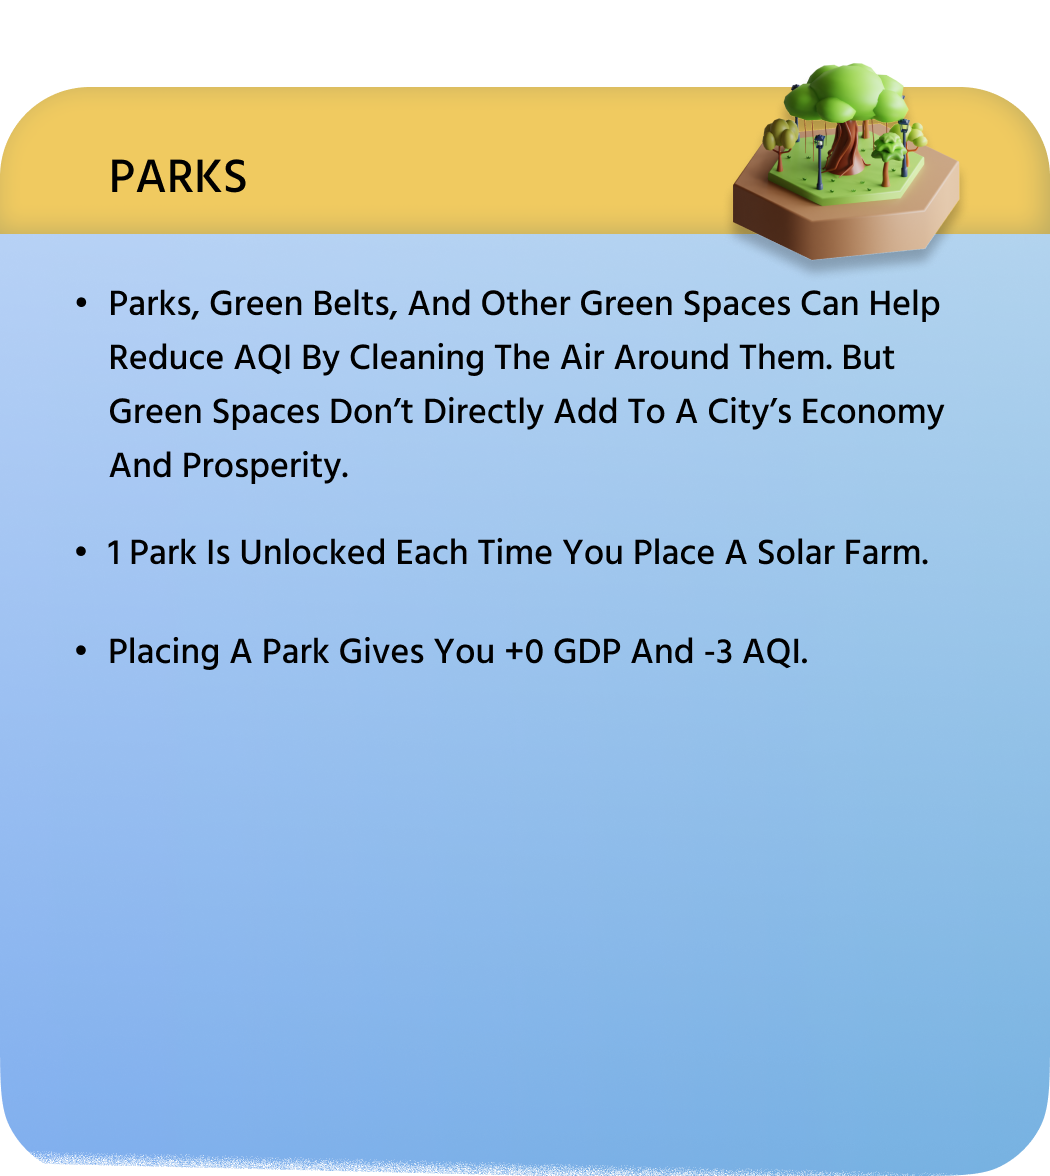 PARKS
• Parks, Green Belts, And Other Green Spaces Can Help
Reduce AQI By Cleaning The Air Around Them. But
Green Spaces Don’t Directly Add To A City’s Economy
And Prosperity.
• 1 Park Is Unlocked Each Time You Place A Solar Farm.
• Placing A Park Gives You +0 GDP And -3 AQI.